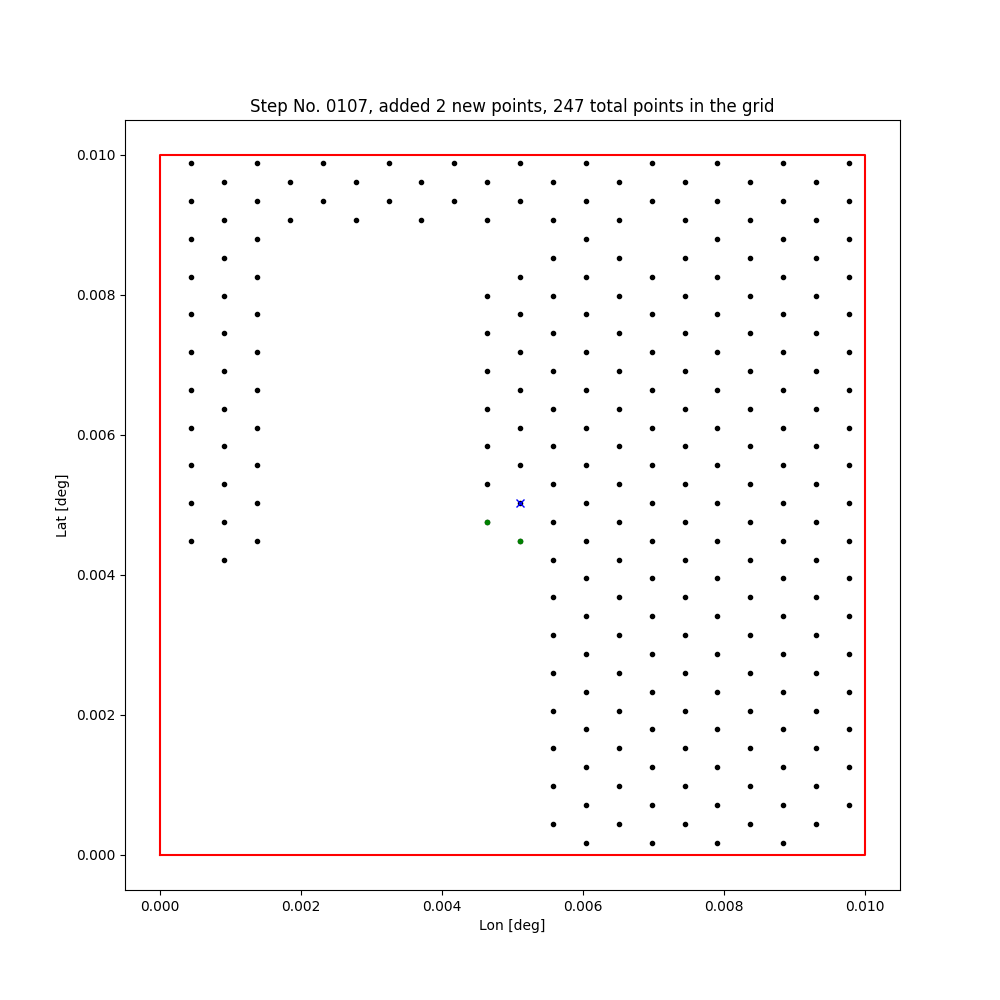 Step No. 0107, added 2 new points, 247 total points in the grid
0.010
0.008
0.006
0.004
0.002
0.000
Lat [deg]
0.000 0.002 0.004 0.006 0.008 0.010
Lon [deg]